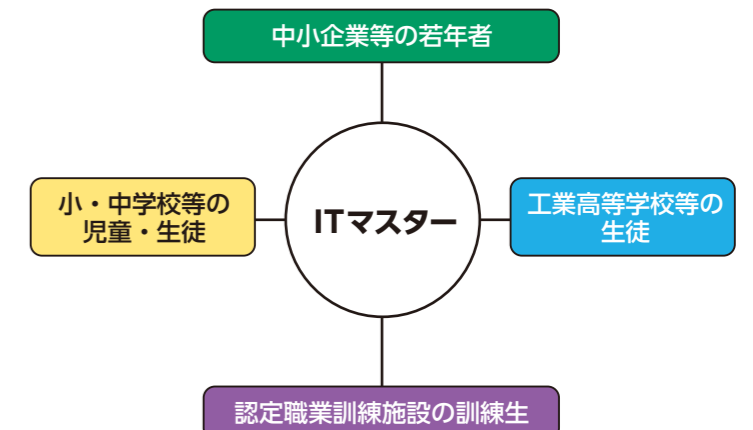 中小企業等の若年者
小・中学校等の
児童・生徒
ITマスター
工業高等学校等の
生徒
認定職業訓練施設の訓練生